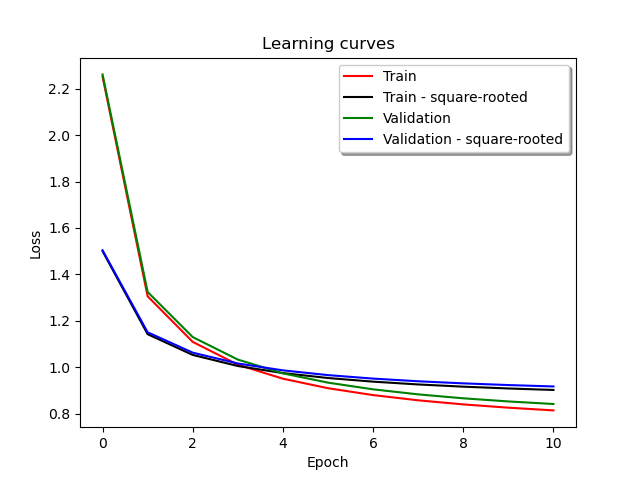 Learning curves
Train
Train - square-rooted
Validation
Validation - square-rooted
2.2
2.0
1.8
1.6
1.4
1.2
1.0
0.8
Loss
0 2 4 6 8 10
Epoch